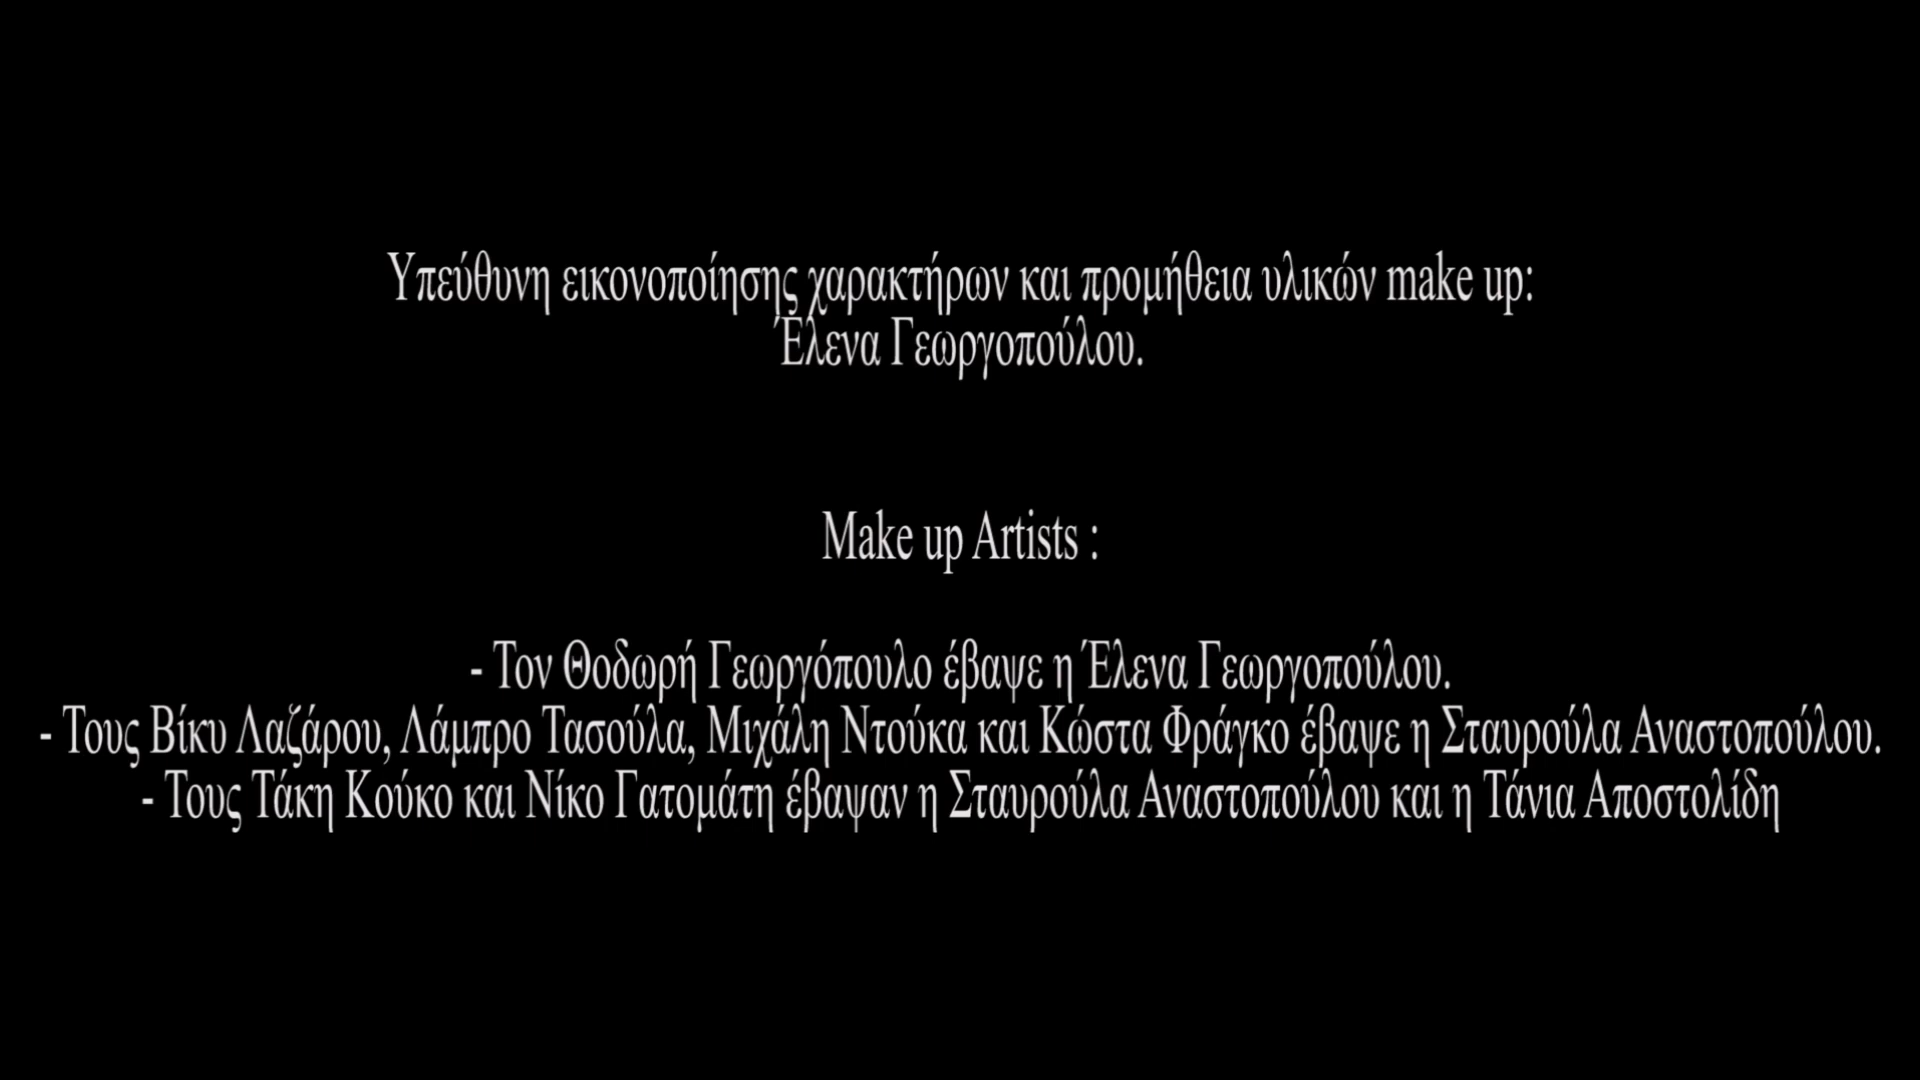 Υπεύθυνη εικονοποίησης χαρακτήρων και προμήθεια υλικών make up:
Έλενα Γεωργοπούλου.
Make up Artists :
- Τον Θοδωρή Γεωργόπουλο έβαψε η Έλενα Γεωργοπούλου.
- Τους Βίκυ Λαζάρου, Λάμπρο Τασούλα, Μιχάλη Ντούκα και Κώστα Φράγκο έβαψε η Σταυρούλα Αναστοπούλου.
- Τους Τάκη Κούκο και Νίκο Γατομάτη έβαψαν η Σταυρούλα Αναστοπούλου και η Τάνια Αποστολίδη